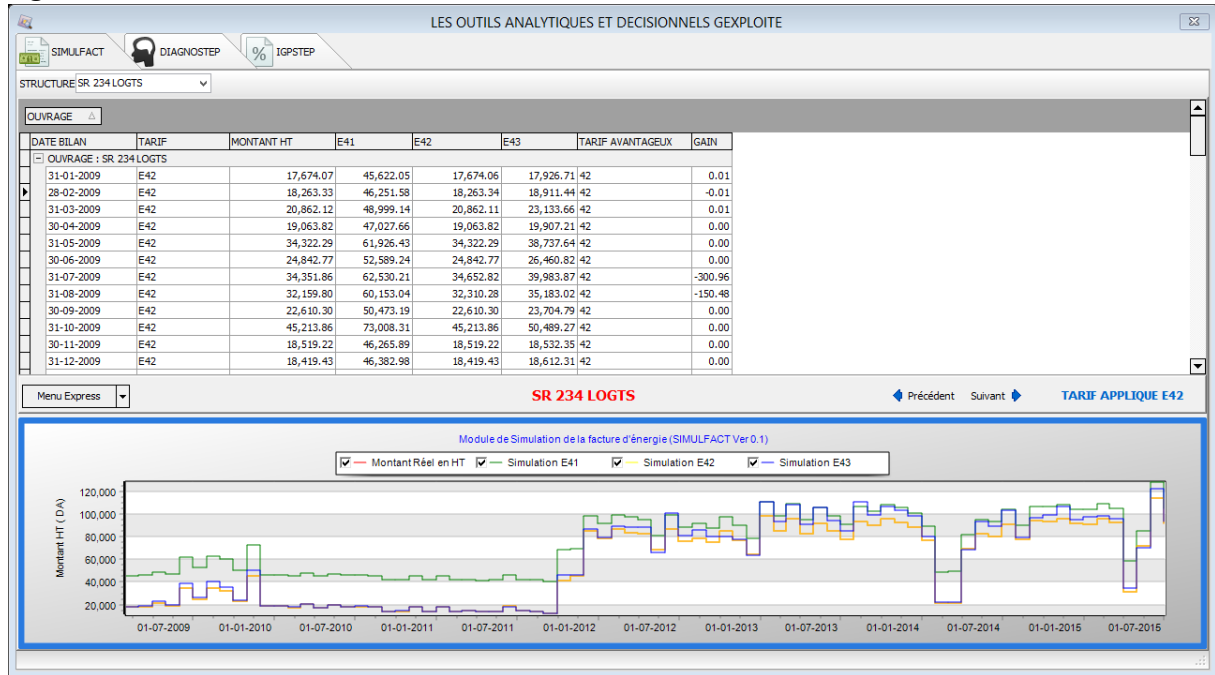 LES OUTILS ANALYTIQUES ET DECISIONNELS GEXPLOITE
SIMULFACT DIAGNOSTEP % IGPSTEP
STRUCTURE SR 234 LOGTS
OUVRAGE
DATE BILAN TARIF MONTANT HT E41 E42 E43 TARIF AVANTAGEUX GAIN
OUVRAGE : SR 234 LOGTS
31-01-2009 E42 17,674.07 45,622.05 17,674.06 17,926.71 42 0.01
28-02-2009 E42 18,263.33 46,251.58 18,263.34 18,911.44 42 -0.01
31-03-2009 E42 20,862.12 48,999.14 20,862.11 23,133.66 42 0.01
30-04-2009 E42 19,063.82 47,027.66 19,063.82 19,907.21 42 0.00
31-05-2009 E42 34,322.29 61,926.43 34,322.29 38,737.64 42 0.00
30-06-2009 E42 24,842.77 52,589.24 24,842.77 26,460.82 42 0.00
31-07-2009 E42 34,351.86 62,530.21 34,652.82 39,983.87 42 -300.96
31-08-2009 E42 32,159.80 60,153.04 32,310.28 35,183.02 42 -150.48
30-09-2009 E42 22,610.30 50,473.19 22,610.30 23,704.79 42 0.00
31-10-2009 E42 45,213.86 73,008.31 45,213.86 50,489.27 42 0.00
30-11-2009 E42 18,519.22 46,265.89 18,519.22 18,532.35 42 0.00
31-12-2009 E42 18,419.43 46,382.98 18,419.43 18,612.31 42 0.00
Menu Express SR 234 LOGTS Précédent Suivant TARIF APPLIQUE E42
Module de Simulation de la facture d'énergie (SIMULFACT Ver 0.1)
Montant Réel en HT Simulation E41 Simulation E42 Simulation E43
Montant HT ( DA)
120,000
100,000
80,000
60,000
40,000
20,000
01-07-2009 01-01-2010 01-07-2010 01-01-2011 01-07-2011 01-01-2012 01-07-2012 01-01-2013 01-07-2013 01-01-2014 01-07-2014 01-01-2015 01-07-2015